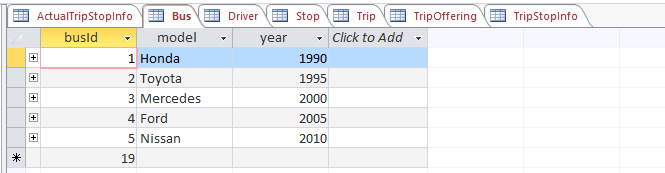 ActualTripStopInfo Bus Driver Stop Trip TripOffering TripStopInfo
busId model year Click to Add
1 Honda 1990
2 Toyota 1995
3 Mercedes 2000
4 Ford 2005
5 Nissan 2010
19